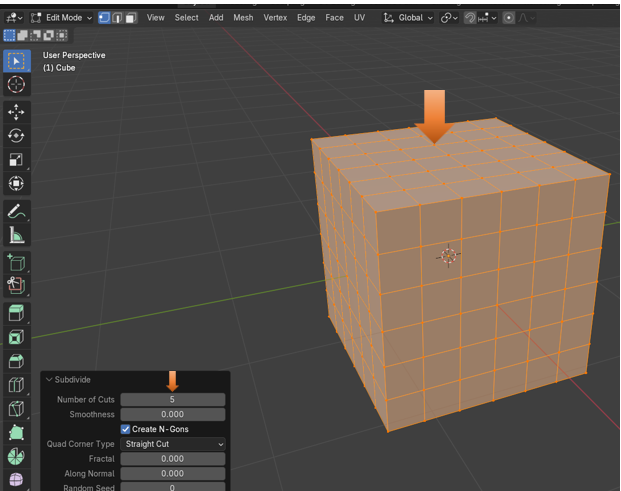 Edit Mode View Select Add Mesh Vertex Edge Face UV Global
User Perspective
(1) Cube
Subdivide
Number of Cuts 5
Smoothness 0.000
Create N-Gons
Quad Corner Type Straight Cut
Fractal 0.000
Along Normal 0.000
Random Seed 0